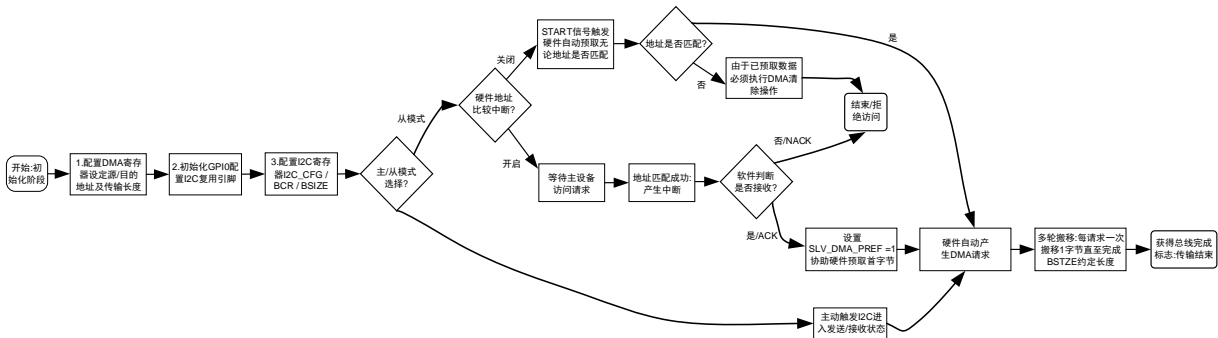 开始:初
始化阶段
1.配置DMA寄存
器设定源/目的
地址及传输长度
2.初始化GPI0配
置I2C复用引脚
3.配置I2C寄存
器I2C_CFG /
BCR / BSIZE
主/从模式
选择?
从模式
硬件地址
比较中断?
关闭
START信号触发
硬件自动预取无
论地址是否匹配
地址是否匹配?
是
否
由于已预取数据
必须执行DMA清
除操作
结束/拒
绝访问
开启
等待主设备
访问请求
地址匹配成功:
产生中断
软件判断
是否接收?
否/NACK
是/ACK
设置
SLV_DMA_PREF =1
协助硬件预取首字节
硬件自动产
生DMA请求
多轮搬移:每请求一次
搬移1字节直至完成
BSTZE约定长度
获得总线完成
标志:传输结束
主动触发I2C进
入发送/接收状态